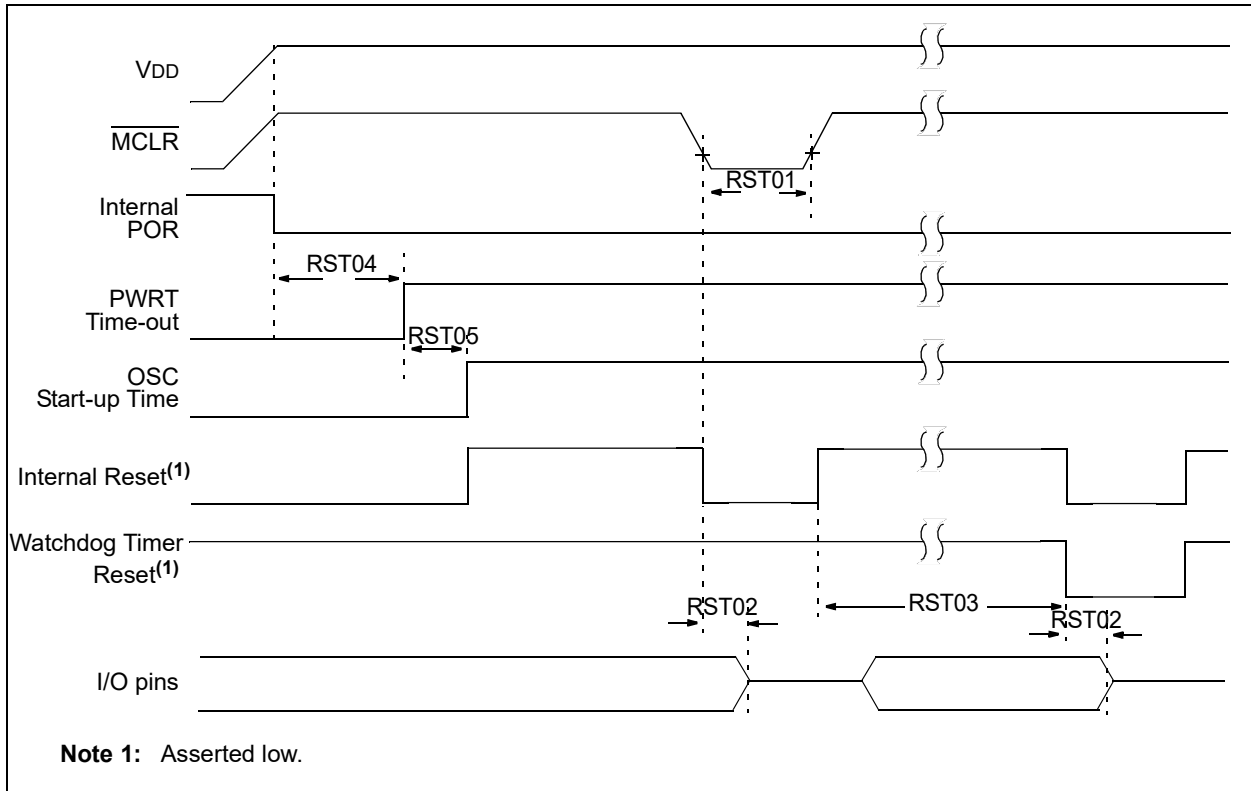 VDD
MCLR
RST01
Internal
POR
RST04
PWRT
Time-out
RST05
OSC
Start-up Time
Internal Reset(1)
Watchdog Timer
Reset(1)
RST02
RST03
RST02
I/O pins
Note 1: Asserted low.